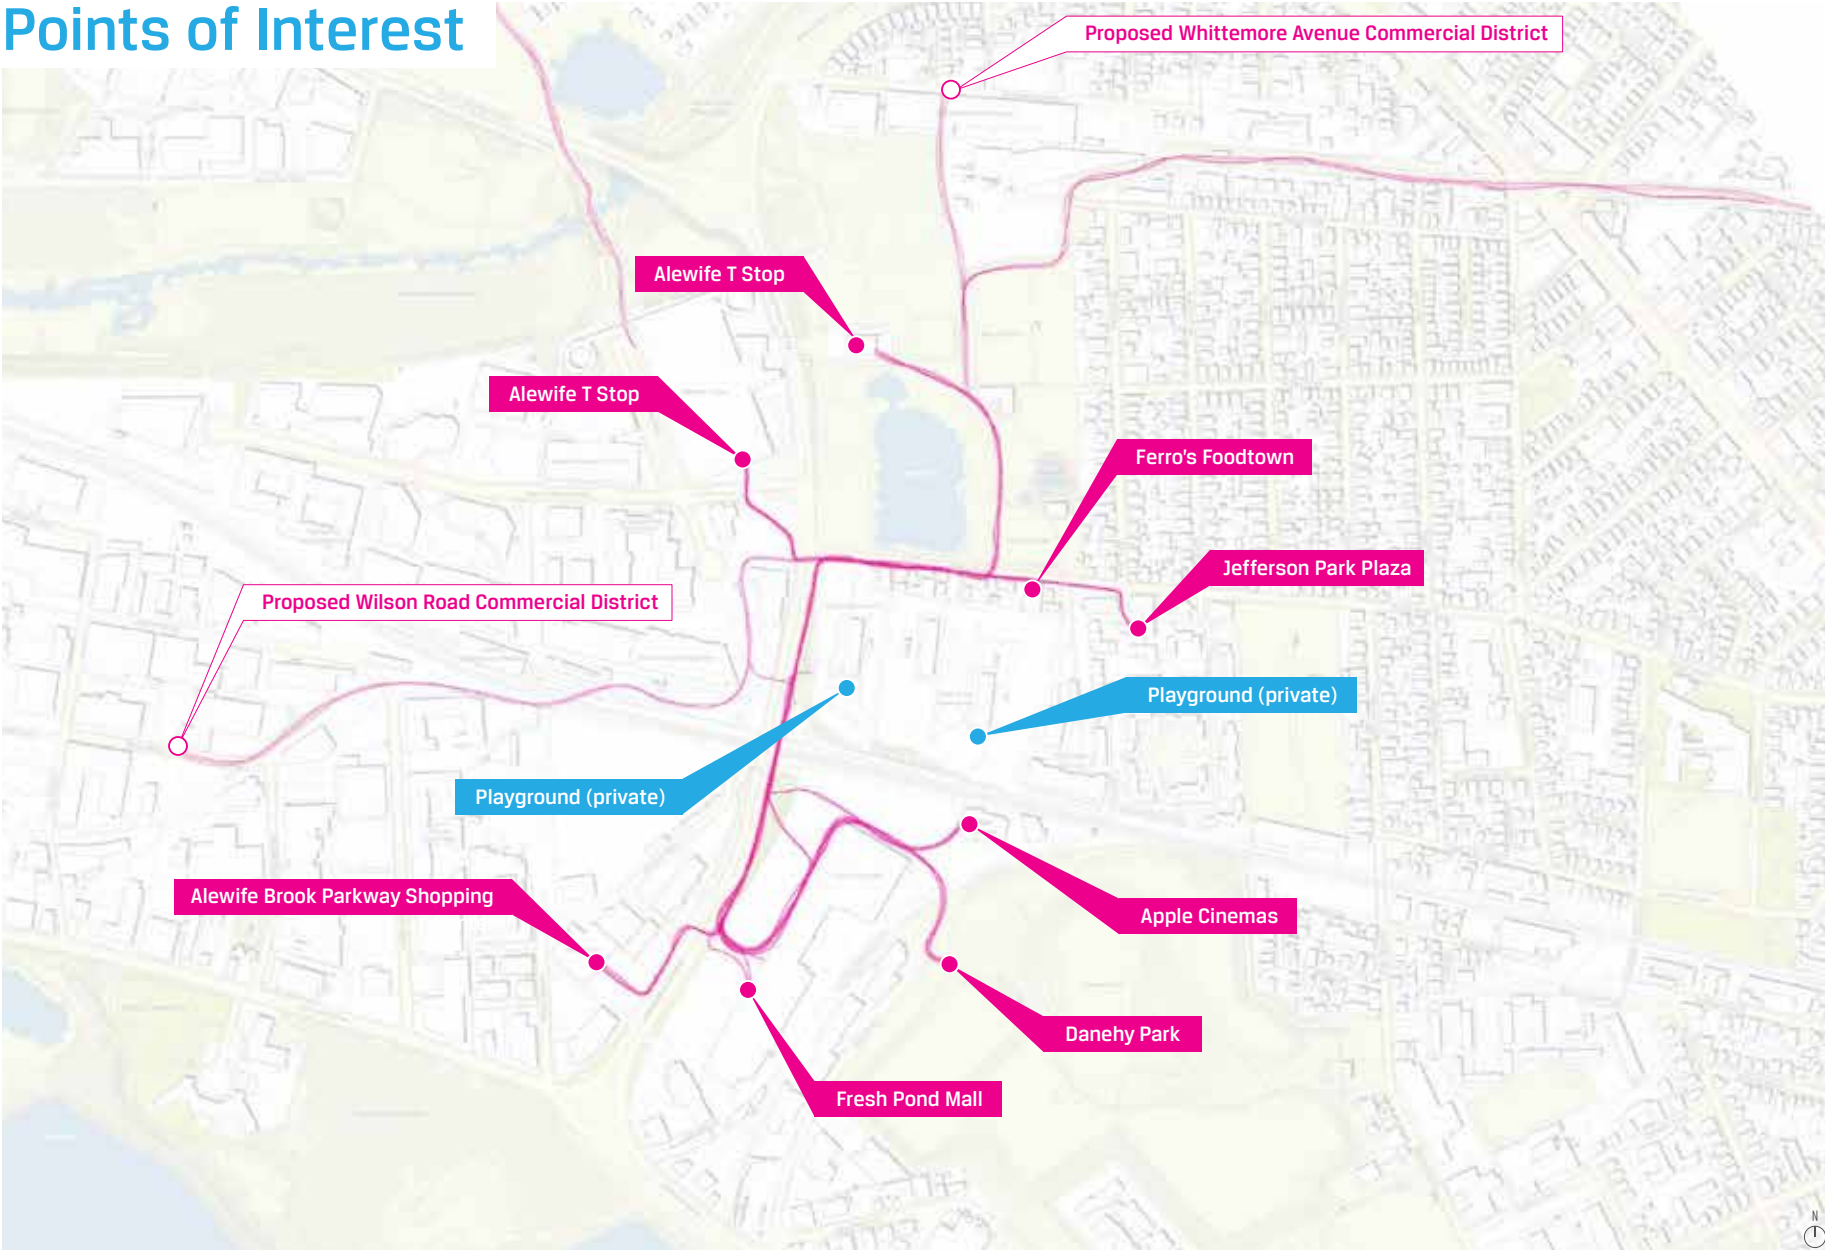 Points of Interest
Proposed Whittemore Avenue Commercial District
Alewife T Stop
Alewife T Stop
Ferro's Foodtown
Jefferson Park Plaza
Proposed Wilson Road Commercial District
Playground (private)
Playground (private)
Alewife Brook Parkway Shopping
Apple Cinemas
Danehy Park
Fresh Pond Mall
N